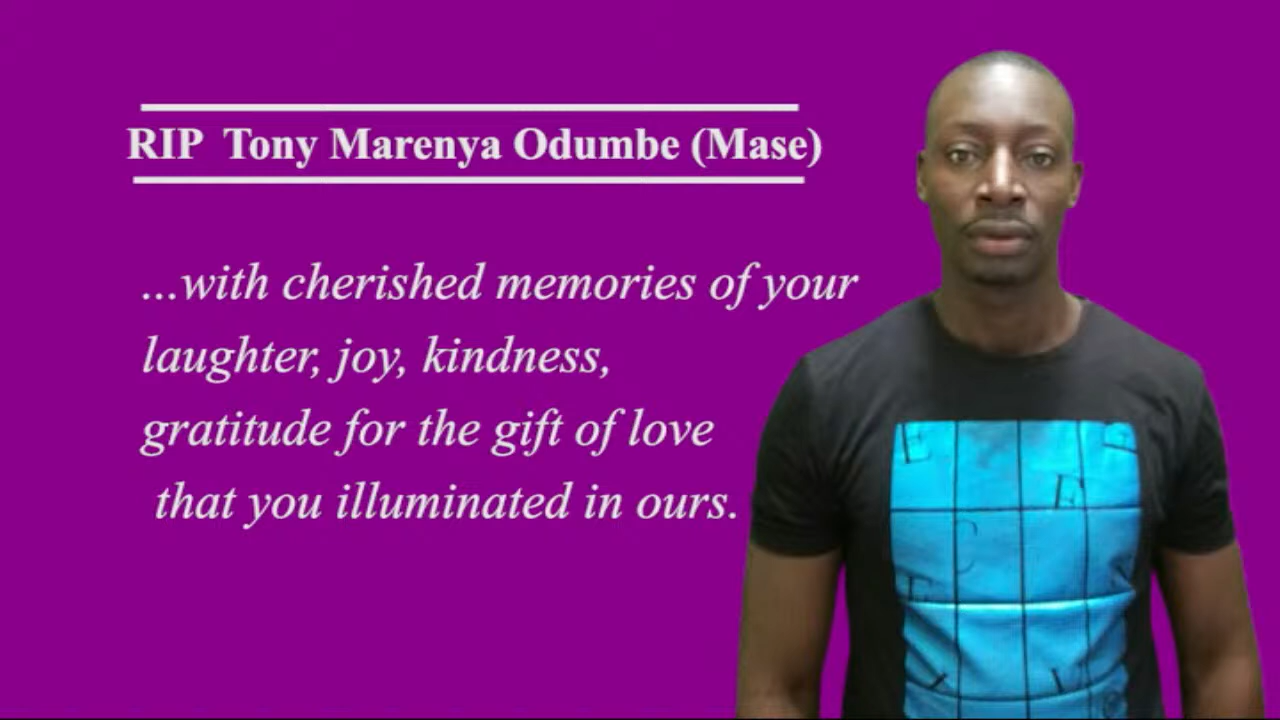 RIP  Tony Marenya Odumbe (Mase)
...with cherished memories of your
laughter, joy, kindness,
gratitude for the gift of love
that you illuminated in ours.